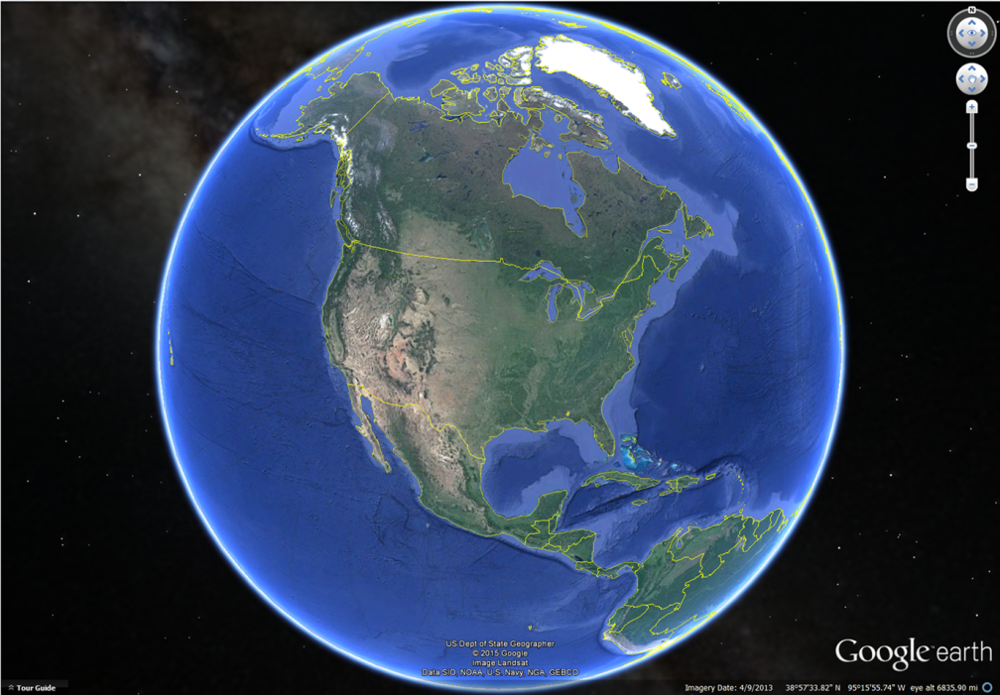 N
US Dept of State Geographer
© 2015 Google
Image Landsat
Data SIO, NOAA, U.S. Navy, NGA, GEBCO
Google earth
Tour Guide
Imagery Date: 4/9/2013 38°57'33.82" N 95°15'55.74" W eye alt 6835.90 mi